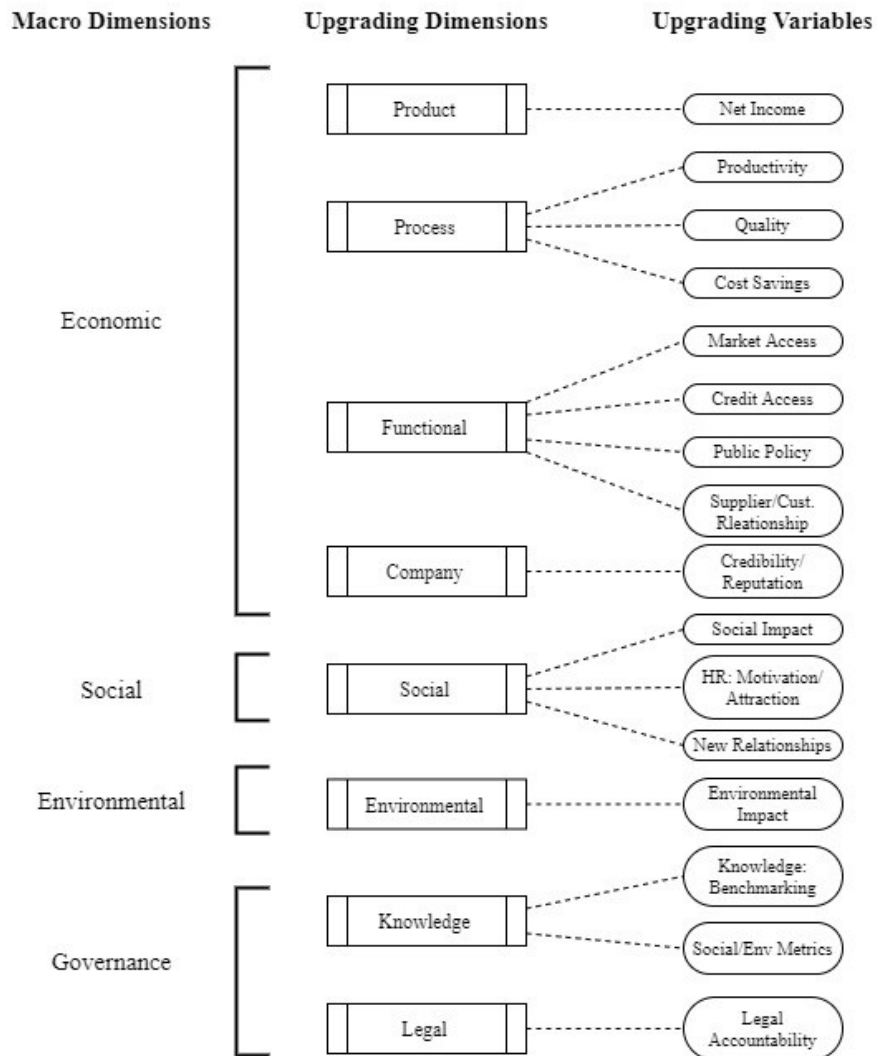 Macro Dimensions Upgrading Dimensions Upgrading Variables
Product Net Income
Productivity
Process Quality
Cost Savings
Economic
Market Access
Credit Access
Functional
Public Policy
Supplier/Cust.
Rleationship
Company
Credibility/
Reputation
Social Impact
Social Social
HR: Motivation/
Attraction
New Relationships
Environmental Environmental
Environmental
Impact
Knowledge:
Benchmarking
Knowledge
Social/Env Metrics
Governance
Legal
Legal
Accountability